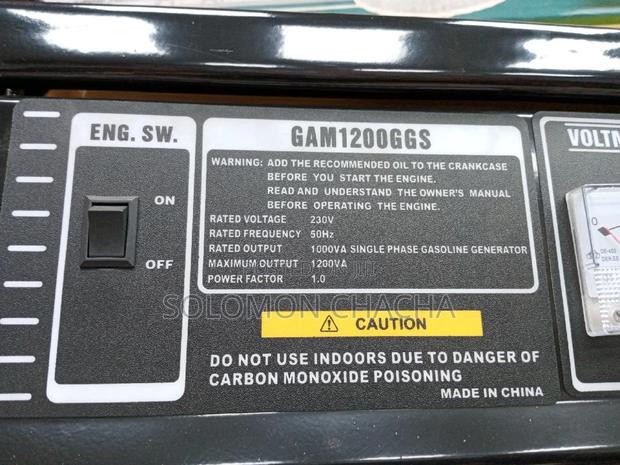 ENG. SW.
ON
OFF
GAM1200GGS
WARNING: ADD THE RECOMMENDED OIL TO THE CRANKCASE
BEFORE YOU START THE ENGINE.
READ AND UNDERSTAND THE OWNER'S MANUAL
BEFORE OPERATING THE ENGINE.
RATED VOLTAGE 230V
RATED FREQUENCY 50Hz
RATED OUTPUT 1000VA SINGLE PHASE GASOLINE GENERATOR
MAXIMUM OUTPUT 1200VA
POWER FACTOR 1.0
SOLOMON CHACHA
CAUTION
DO NOT USE INDOORS DUE TO DANGER OF
CARBON MONOXIDE POISONING
MADE IN CHINA
VOLTM
0